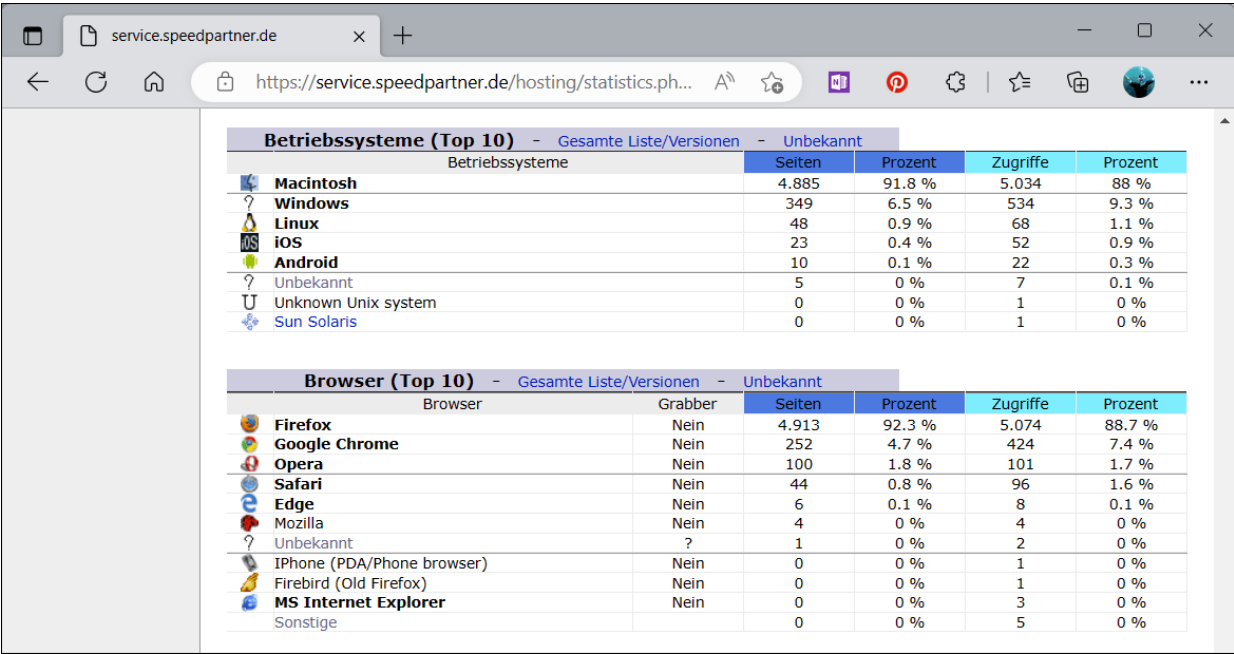 service.speedpartner.de
https://service.speedpartner.de/hosting/statistics.ph...
Betriebssysteme (Top 10) - Gesamte Liste/Versionen - Unbekannt
Betriebssysteme Seiten Prozent Zugriffe Prozent
Macintosh 4.885 91.8 % 5.034 88 %
? Windows 349 6.5 % 534 9.3 %
Linux 48 0.9 % 68 1.1 %
iOS iOS 23 0.4 % 52 0.9 %
Android 10 0.1 % 22 0.3 %
? Unbekannt 5 0 % 7 0.1 %
U Unknown Unix system 0 0 % 1 0 %
Sun Solaris 0 0 % 1 0 %
Browser (Top 10) - Gesamte Liste/Versionen - Unbekannt
Browser Grabber Seiten Prozent Zugriffe Prozent
Firefox Nein 4.913 92.3 % 5.074 88.7 %
Google Chrome Nein 252 4.7 % 424 7.4 %
Opera Nein 100 1.8 % 101 1.7 %
Safari Nein 44 0.8 % 96 1.6 %
Edge Nein 6 0.1 % 8 0.1 %
Mozilla Nein 4 0 % 4 0 %
? Unbekannt ? 1 0 % 2 0 %
IPhone (PDA/Phone browser) Nein 0 0 % 1 0 %
Firebird (Old Firefox) Nein 0 0 % 1 0 %
MS Internet Explorer Nein 0 0 % 3 0 %
Sonstige 0 0 % 5 0 %